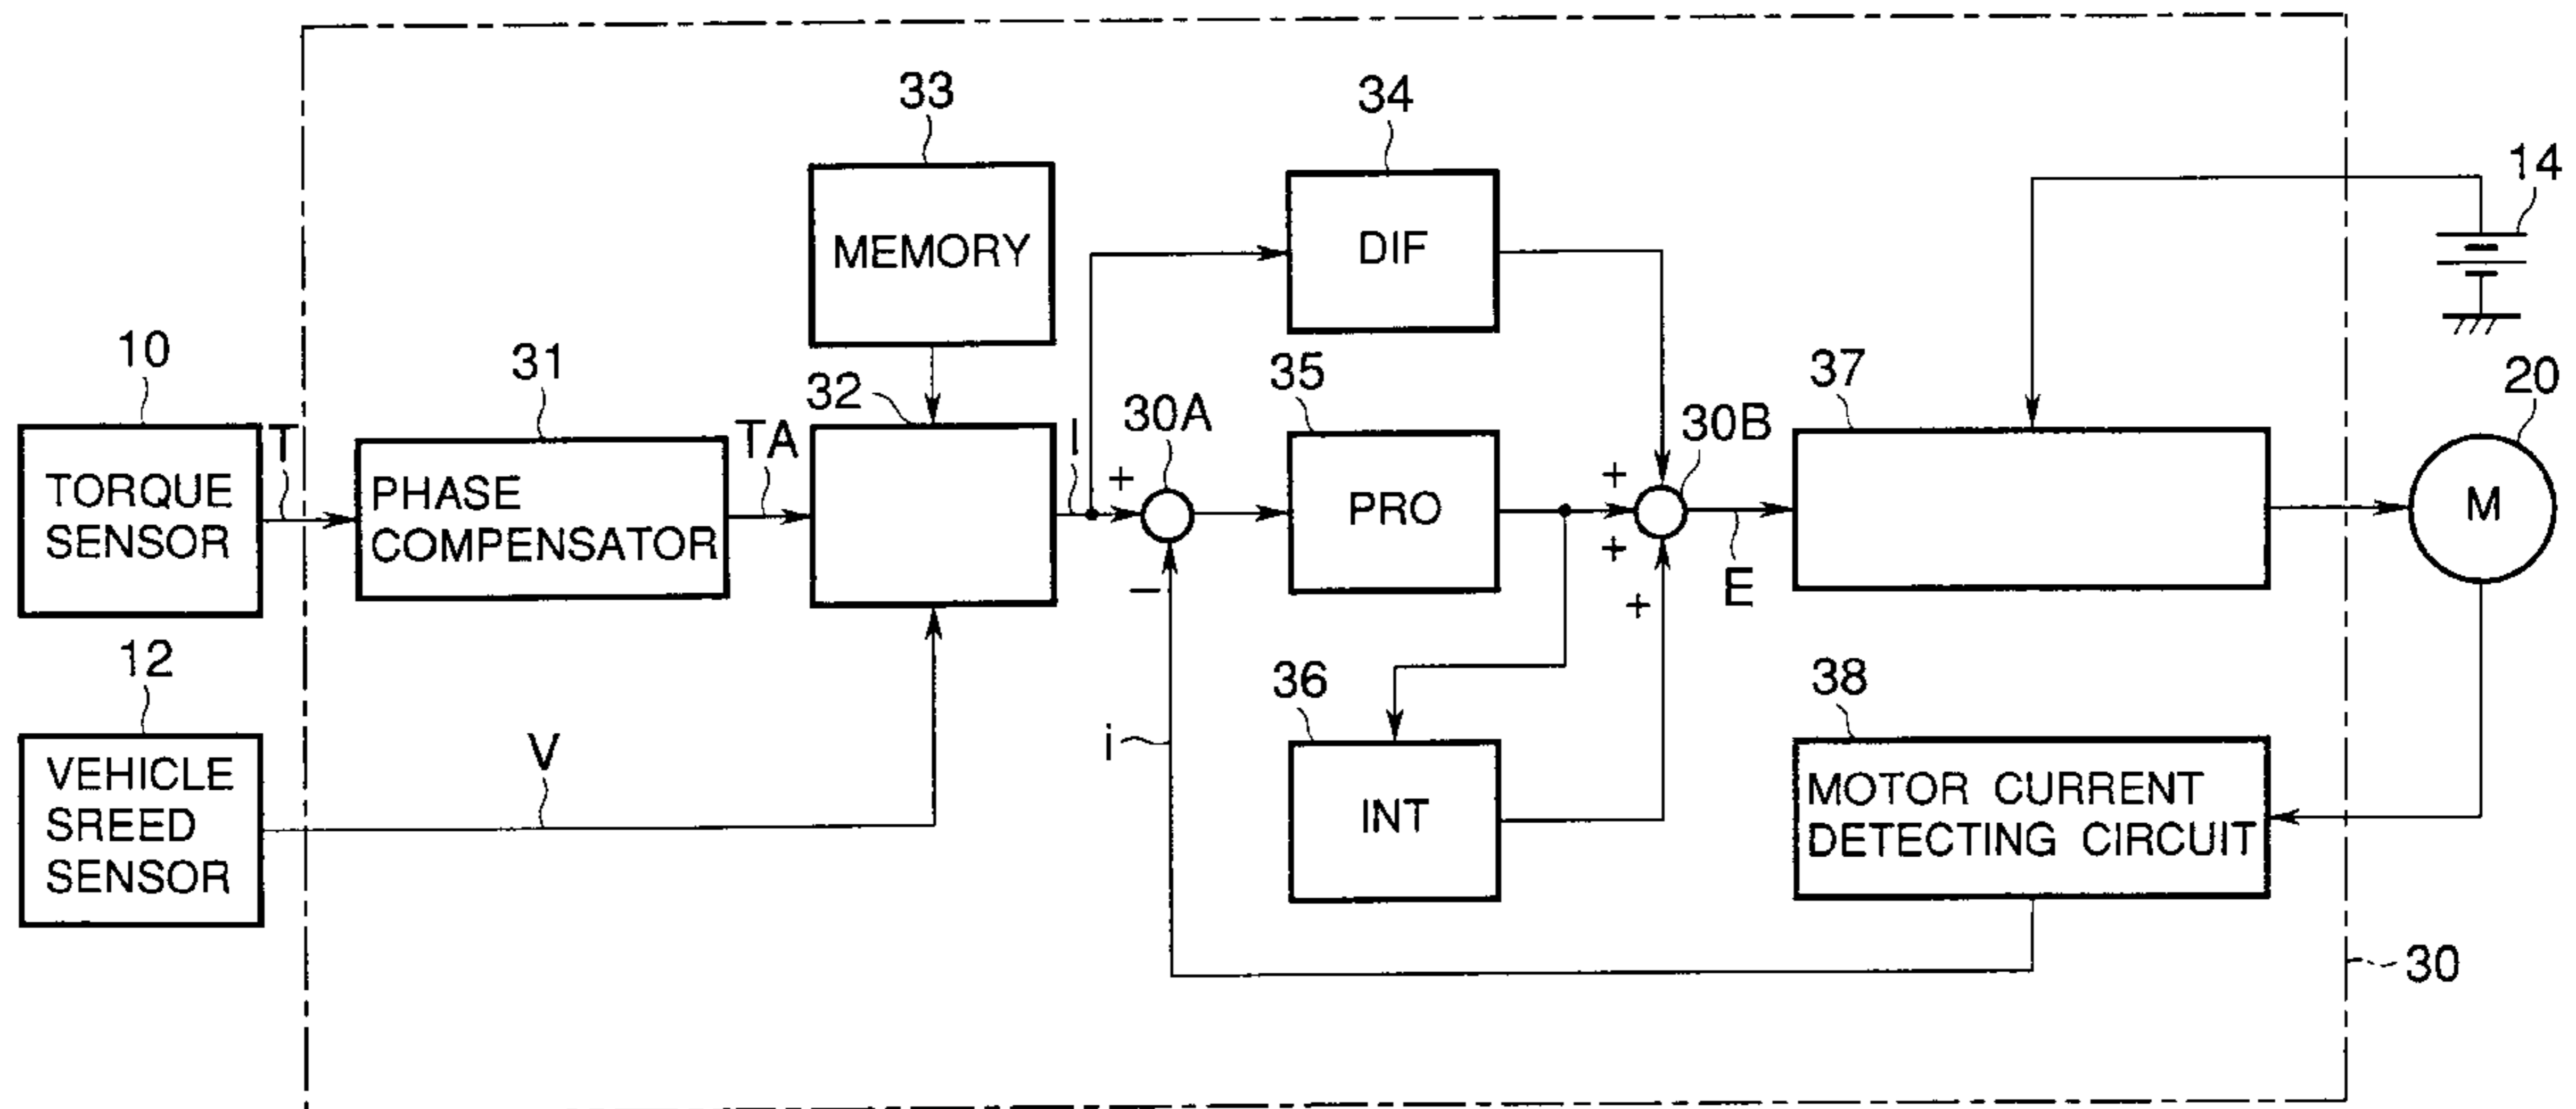 33
34
14
MEMORY
DIF
10
31
32
30A
35
30B
37
20
T
TA
I
+
+
TORQUE
SENSOR
PHASE
COMPENSATOR
PRO
M
−
+
+
E
12
36
38
i
V
VEHICLE
SREED
SENSOR
INT
MOTOR CURRENT
DETECTING CIRCUIT
30